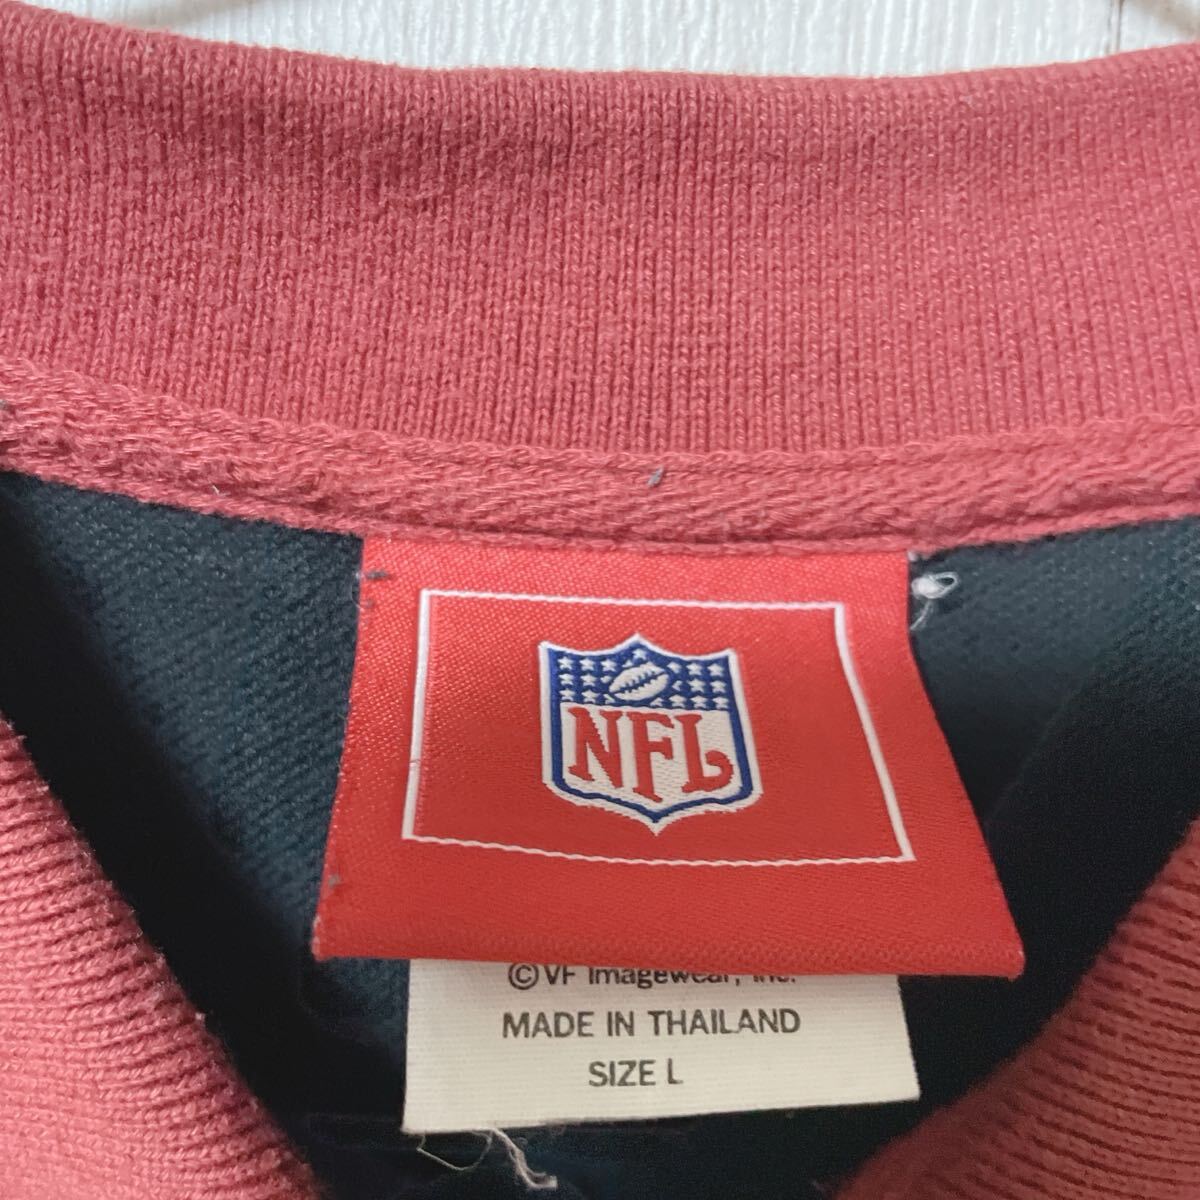 NFL
©VF Imagewear, Inc.
MADE IN THAILAND
SIZE L